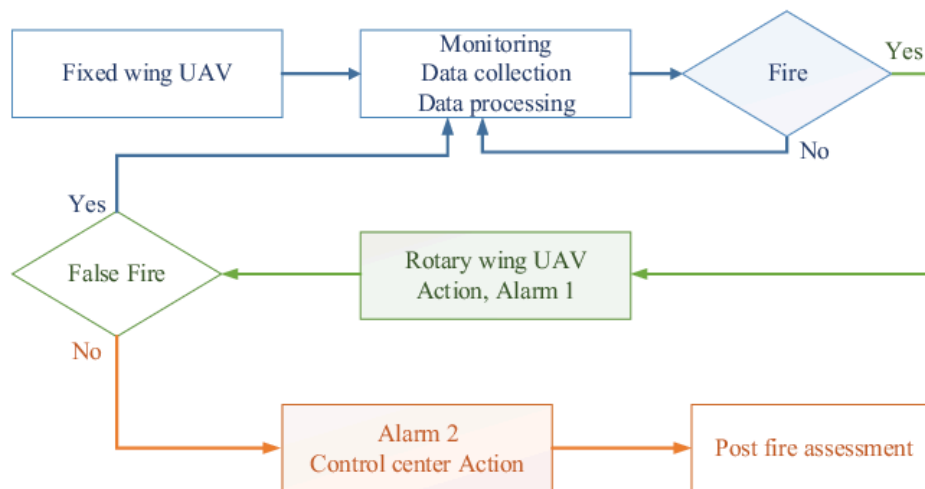 Fixed wing UAV
Monitoring
Data collection
Data processing
Fire
Yes
No
Yes
False Fire
Rotary wing UAV
Action, Alarm 1
No
Alarm 2
Control center Action
Post fire assessment